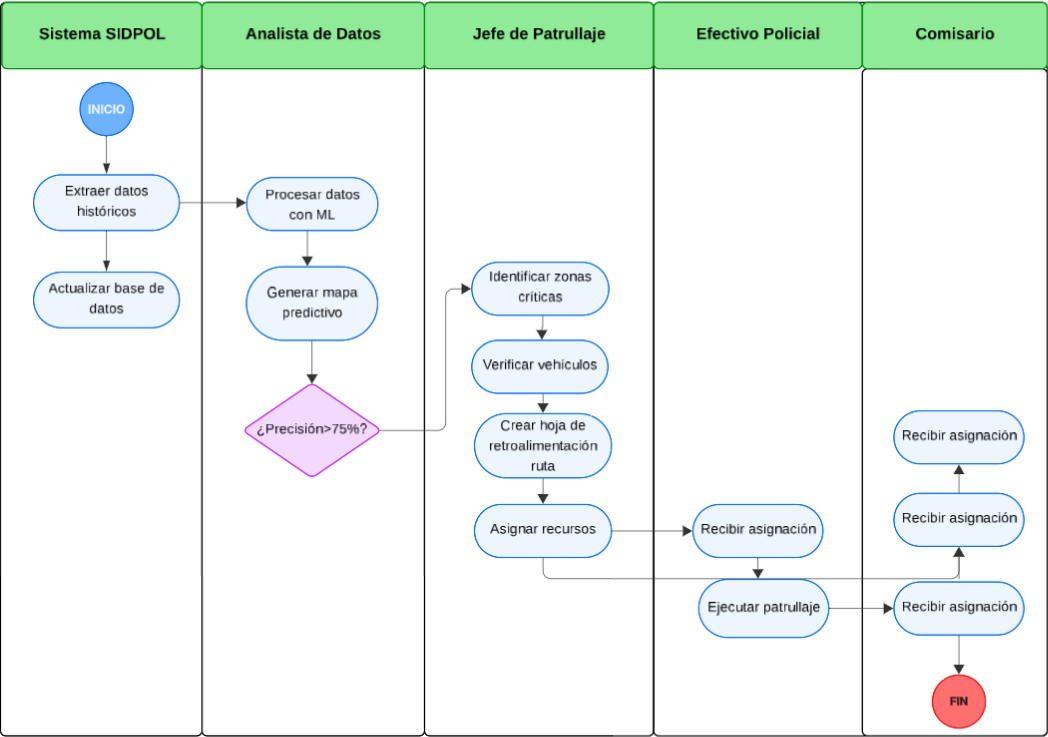 Sistema SIDPOL
Analista de Datos
Jefe de Patrullaje
Efectivo Policial
Comisario
INICIO
Extraer datos
históricos
Actualizar base de
datos
Procesar datos
con ML
Generar mapa
predictivo
¿Precisión>75%?
Identificar zonas
críticas
Verificar vehículos
Crear hoja de
retroalimentación
ruta
Asignar recursos
Recibir asignación
Ejecutar patrullaje
Recibir asignación
Recibir asignación
Recibir asignación
FIN